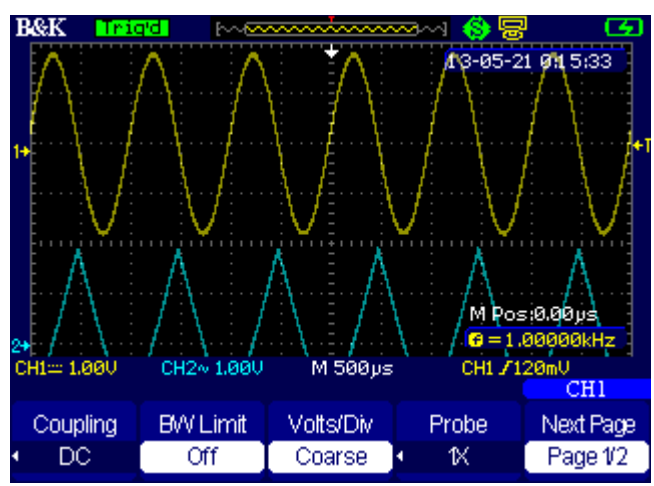 B&K Trig'd
13-05-21 01:15:33
1
T
M Pos:0.00µs
f = 1.00000kHz
2
CH1 1.00V CH2~ 1.00V M 500µs CH1 120mV
CH1
Coupling BW Limit Volts/Div Probe Next Page
DC Off Coarse 1X Page 1/2